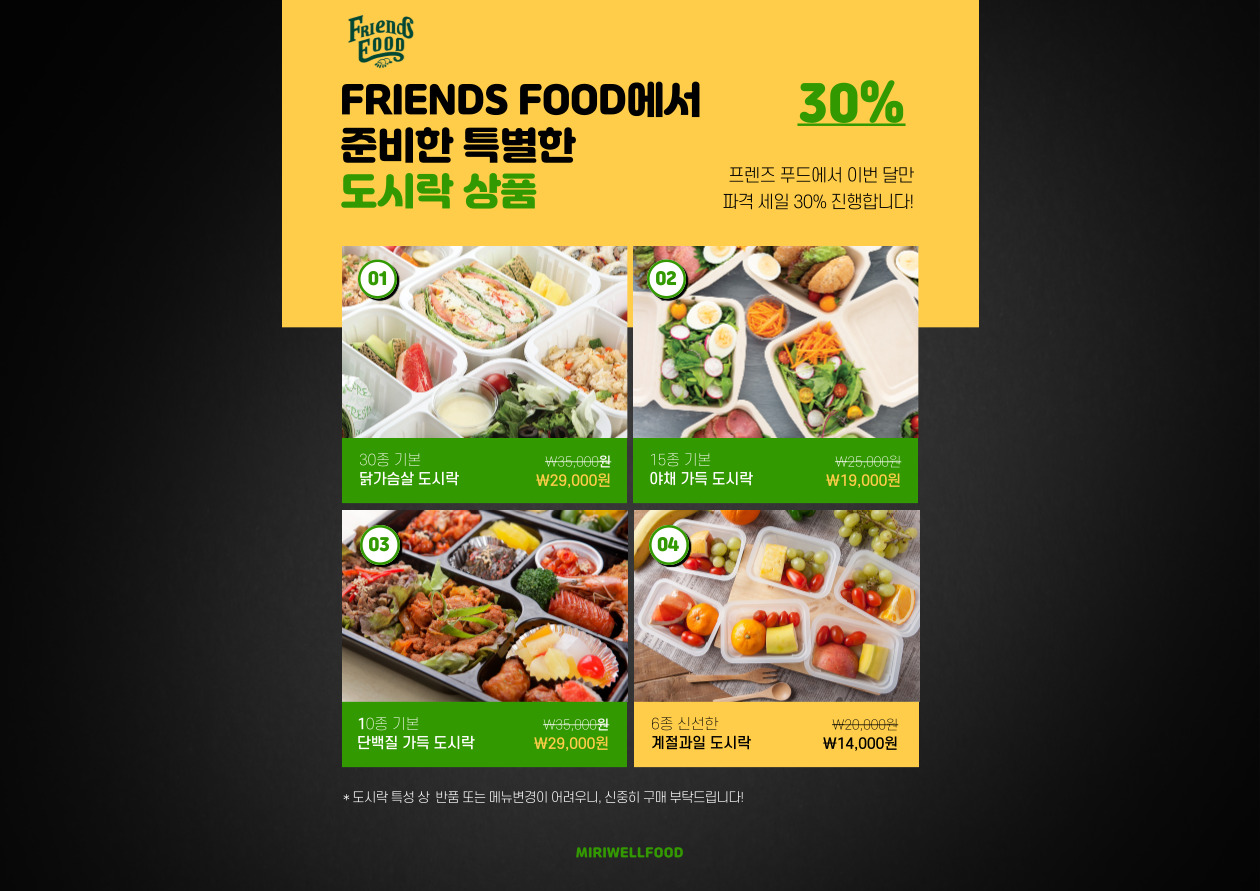 FRIENDS
FOOD
FRIENDS FOOD에서
준비한 특별한
도시락 상품
30%
프렌즈 푸드에서 이번 달만
파격 세일 30% 진행합니다!
01
30종 기본
닭가슴살 도시락
₩35,000원
₩29,000원
02
15종 기본
야채 가득 도시락
₩25,000원
₩19,000원
03
10종 기본
단백질 가득 도시락
₩35,000원
₩29,000원
04
6종 신선한
계절과일 도시락
₩20,000원
₩14,000원
* 도시락 특성 상 반품 또는 메뉴변경이 어려우니, 신중히 구매 부탁드립니다!
MIRIWELLFOOD